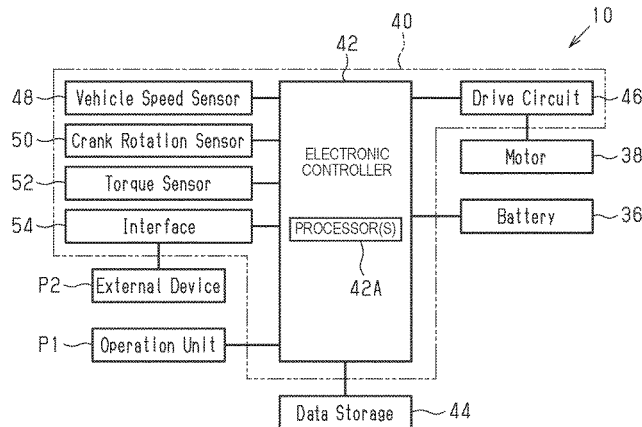 10
40
42
48 Vehicle Speed Sensor
Drive Circuit 46
50 Crank Rotation Sensor
ELECTRONIC
CONTROLLER
Motor 38
52 Torque Sensor
54 Interface
PROCESSOR(S)
42A
Battery 36
P2 External Device
P1 Operation Unit
Data Storage 44